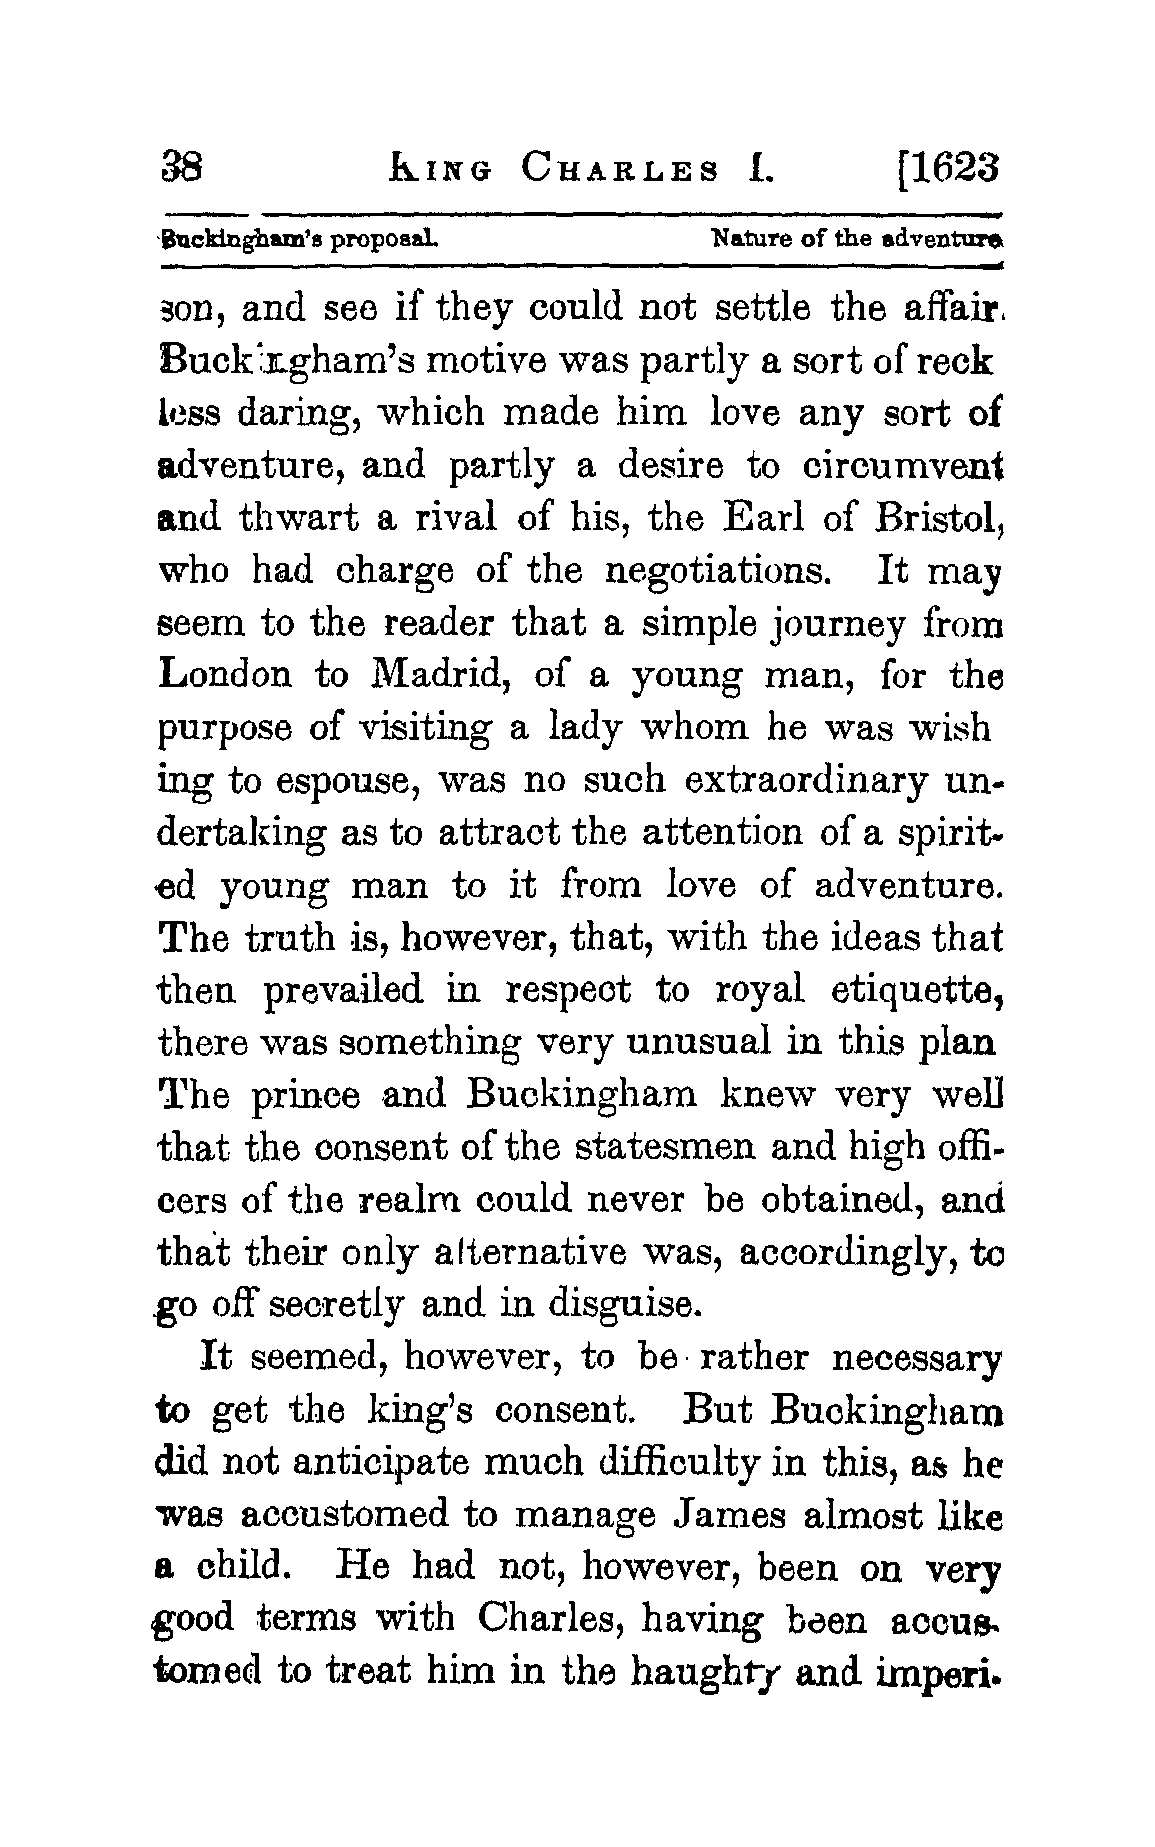 38 KING CHARLES I. [1623
Buckingham's proposal. Nature of the adventure
son, and see if they could not settle the affair.
Buckingham's motive was partly a sort of reck
less daring, which made him love any sort of
adventure, and partly a desire to circumvent
and thwart a rival of his, the Earl of Bristol,
who had charge of the negotiations. It may
seem to the reader that a simple journey from
London to Madrid, of a young man, for the
purpose of visiting a lady whom he was wish
ing to espouse, was no such extraordinary un-
dertaking as to attract the attention of a spirit-
ed young man to it from love of adventure.
The truth is, however, that, with the ideas that
then prevailed in respect to royal etiquette,
there was something very unusual in this plan
The prince and Buckingham knew very well
that the consent of the statesmen and high offi-
cers of the realm could never be obtained, and
that their only alternative was, accordingly, to
go off secretly and in disguise.
It seemed, however, to be rather necessary
to get the king's consent. But Buckingham
did not anticipate much difficulty in this, as he
was accustomed to manage James almost like
a child. He had not, however, been on very
good terms with Charles, having been accus-
tomed to treat him in the haughty and imperi-